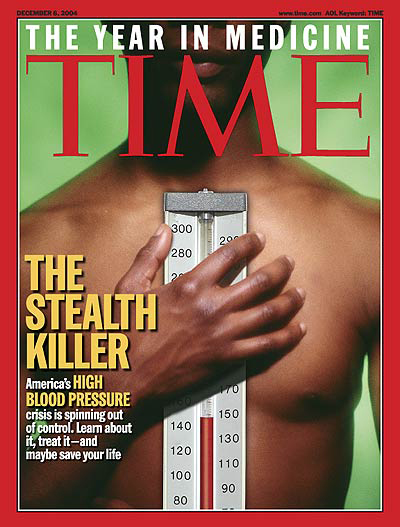 DECEMBER 6, 2004
www.time.com AOL Keyword: TIME
THE YEAR IN MEDICINE
TIME
300
280
THE
STEALTH
KILLER
America's HIGH
BLOOD PRESSURE
crisis is spinning out
of control. Learn about
it, treat it—and
maybe save your life
170
160
150
140
130
120
110
100
90
80